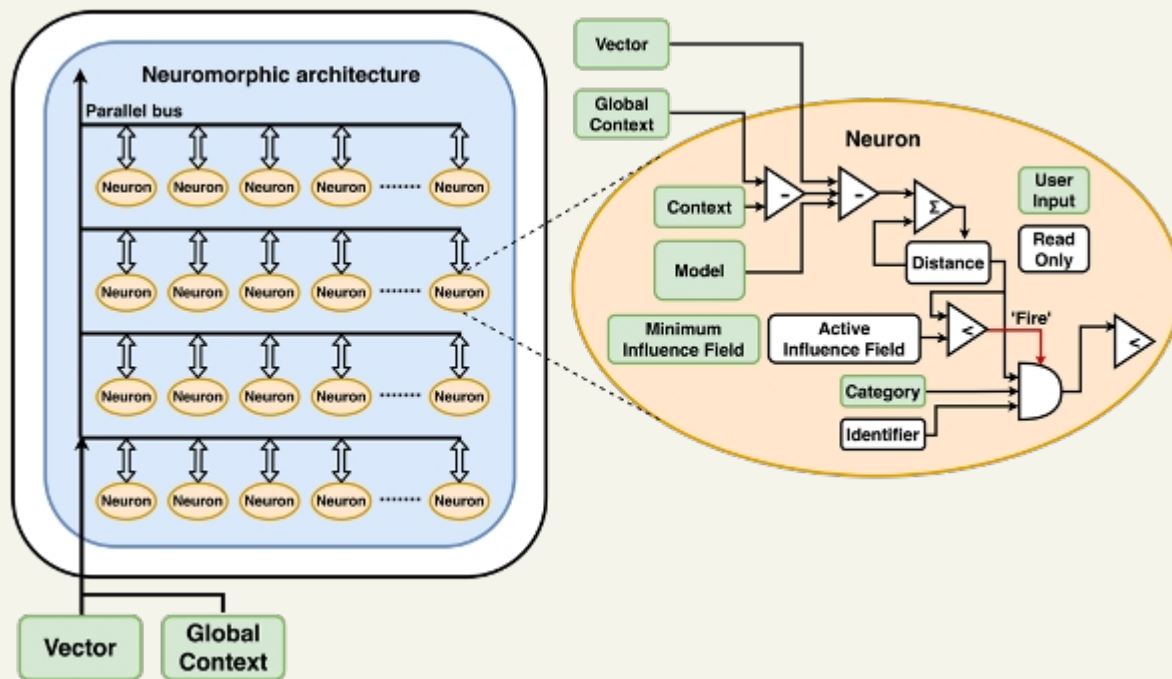 Neuromorphic architecture
Parallel bus
Neuron Neuron Neuron Neuron ........ Neuron
Neuron Neuron Neuron Neuron ........ Neuron
Neuron Neuron Neuron Neuron ........ Neuron
Neuron Neuron Neuron Neuron ........ Neuron
Vector
Global
Context
Vector
Global
Context
Neuron
Context
Model
-
-
Σ
User
Input
Read
Only
Distance
Minimum
Influence Field
Active
Influence Field
<
'Fire'
<
Category
Identifier